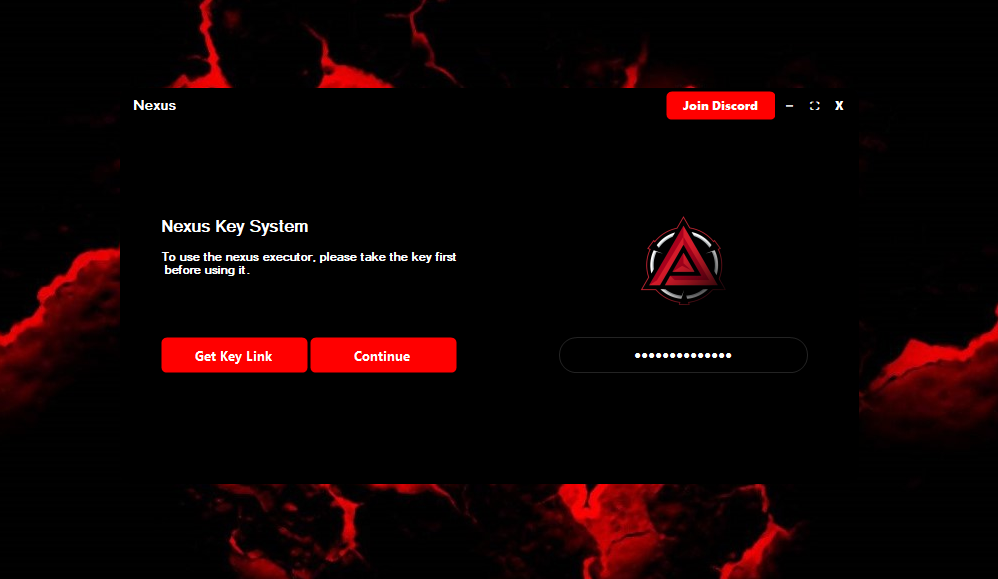 Nexus
Join Discord
X
Nexus Key System
To use the nexus executor, please take the key first
before using it.
Get Key Link
Continue
••••••••••••••